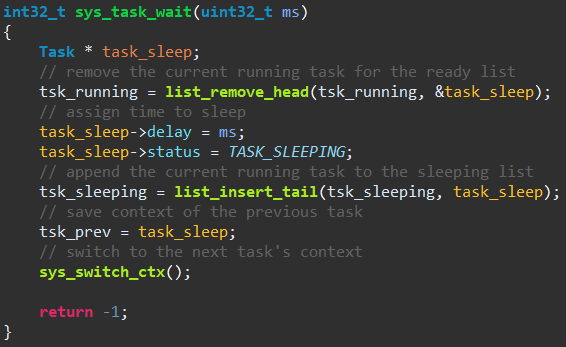 int32_t sys_task_wait(uint32_t ms)
{
    Task * task_sleep;
    // remove the current running task for the ready list
    tsk_running = list_remove_head(tsk_running, &task_sleep);
    // assign time to sleep
    task_sleep->delay = ms;
    task_sleep->status = TASK_SLEEPING;
    // append the current running task to the sleeping list
    tsk_sleeping = list_insert_tail(tsk_sleeping, task_sleep);
    // save context of the previous task
    tsk_prev = task_sleep;
    // switch to the next task's context
    sys_switch_ctx();

    return -1;
}